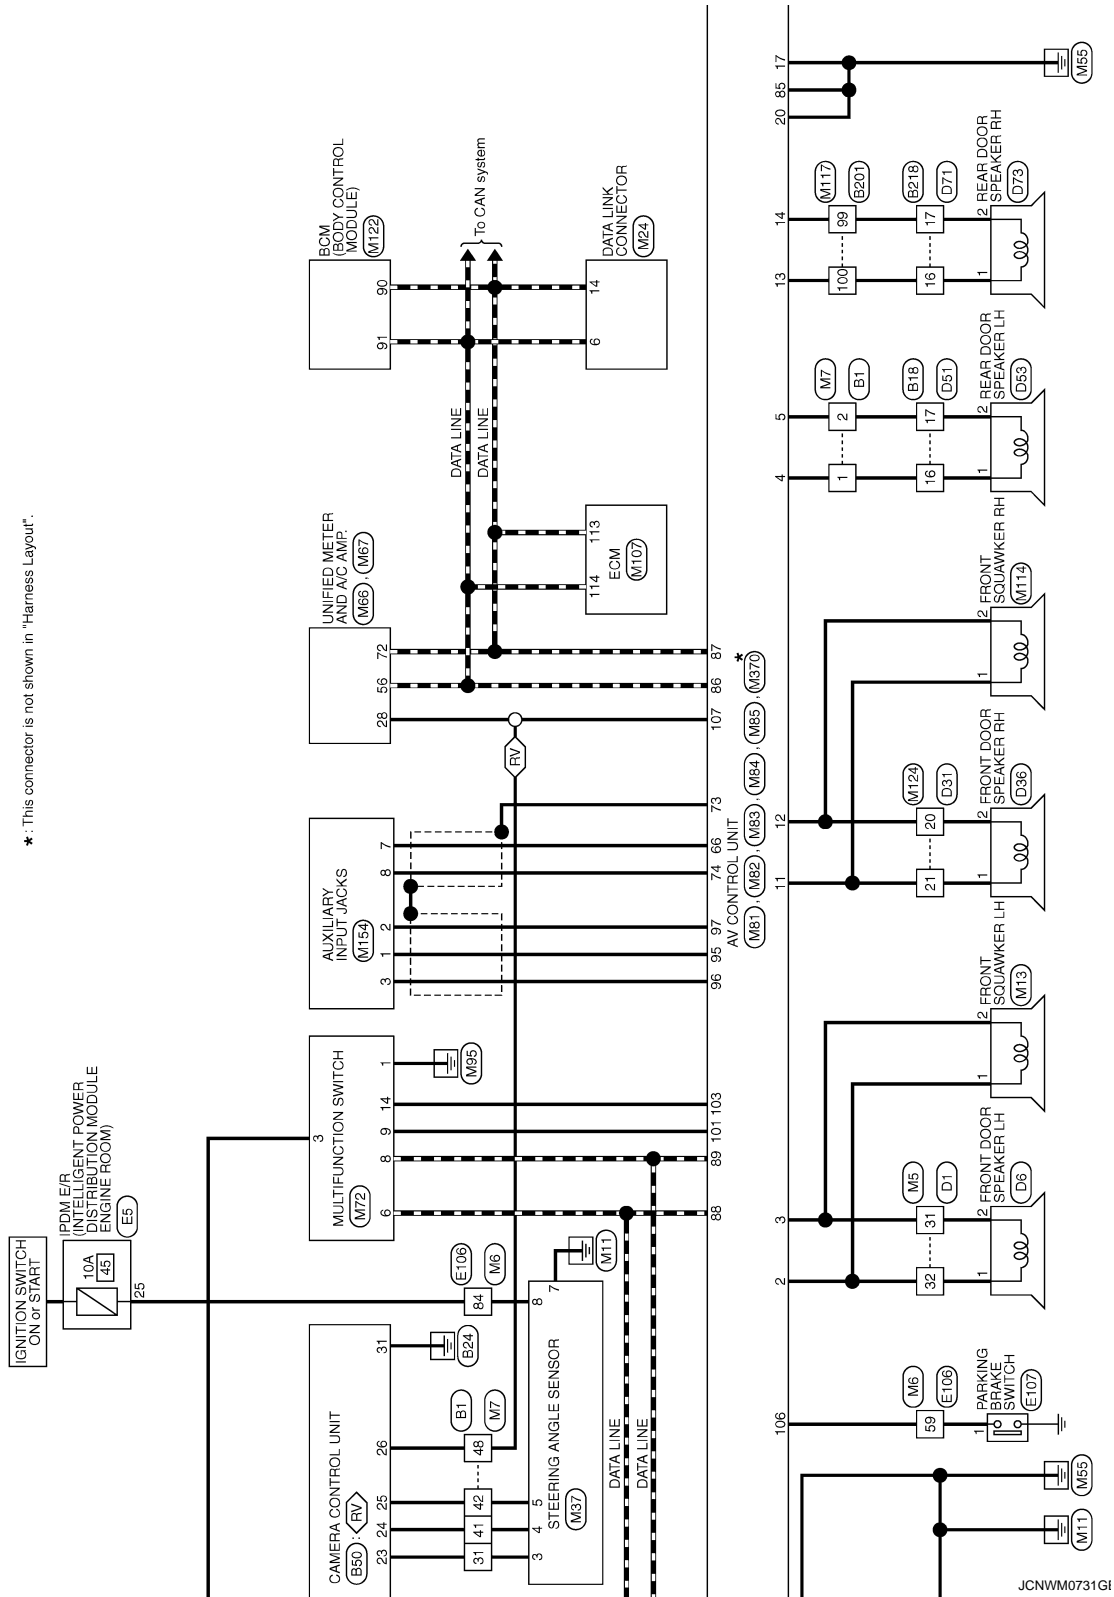 ✱ : This connector is not shown in "Harness Layout".
IGNITION SWITCH
ON or START
IPDM E/R
(INTELLIGENT POWER
DISTRIBUTION MODULE
ENGINE ROOM)
E5
10A
45
25
CAMERA CONTROL UNIT
B50 : RV
23
24
25
26
31
B24
31
41
42
48
B1
M7
84
E106
M6
3
4
5
8
7
M11
STEERING ANGLE SENSOR
M37
DATA LINE
DATA LINE
MULTIFUNCTION SWITCH
M72
3
6
8
9
14
1
M95
88
89
101
103
AUXILIARY
INPUT JACKS
M154
3
1
2
8
7
96
95
97
74
66
73
RV
UNIFIED METER
AND A/C AMP.
M66 , M67
28
56
72
107
86
87
DATA LINE
DATA LINE
ECM
M107
114
113
BCM
(BODY CONTROL
MODULE)
M122
91
90
To CAN system
DATA LINK
CONNECTOR
M24
6
14
AV CONTROL UNIT
M81 , M82 , M83 , M84 , M85 , M370 ✱
M11
M55
106
59
M6
E106
1
PARKING
BRAKE
SWITCH
E107
2
3
32
31
M5
D1
1
2
FRONT DOOR
SPEAKER LH
D6
1
2
FRONT
SQUAWKER LH
M13
11
12
21
20
M124
D31
1
2
FRONT DOOR
SPEAKER RH
D36
1
2
FRONT
SQUAWKER RH
M114
4
5
1
2
M7
B1
16
17
B18
D51
1
2
REAR DOOR
SPEAKER LH
D53
13
14
100
99
M117
B201
16
17
B218
D71
1
2
REAR DOOR
SPEAKER RH
D73
20
85
17
M55